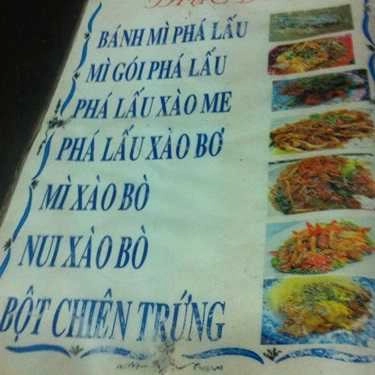 BÁNH MÌ PHÁ LẤU
MÌ GÓI PHÁ LẤU
PHÁ LẤU XÀO ME
PHÁ LẤU XÀO BƠ
MÌ XÀO BÒ
NUI XÀO BÒ
BỘT CHIÊN TRỨNG